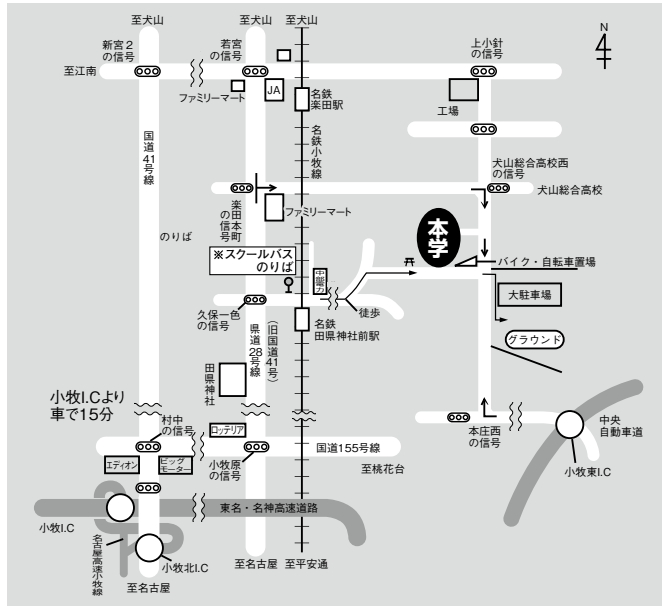 至犬山
至犬山
至犬山
N
新宮2
の信号
若宮
の信号
上小針
の信号
至江南
ファミリーマート
JA
名鉄
楽田駅
工場
国道41号線
名鉄小牧線
犬山総合高校西
の信号
犬山総合高校
楽田本町
の信号
ファミリーマート
のりば
本学
※スクールバス
のりば
中部電力
バイク・自転車置場
大駐車場
久保一色
の信号
県道28号線
(旧国道41号)
名鉄
田県神社前駅
徒歩
グラウンド
田県神社
小牧I.Cより
車で15分
村中
の信号
ロッテリア
本庄西
の信号
中央
自動車道
エディオン
ビッグ
モーター
小牧原
の信号
国道155号線
至桃花台
小牧東I.C
小牧I.C
東名・名神高速道路
名古屋高速小牧線
小牧北I.C
至名古屋
至名古屋
至平安通